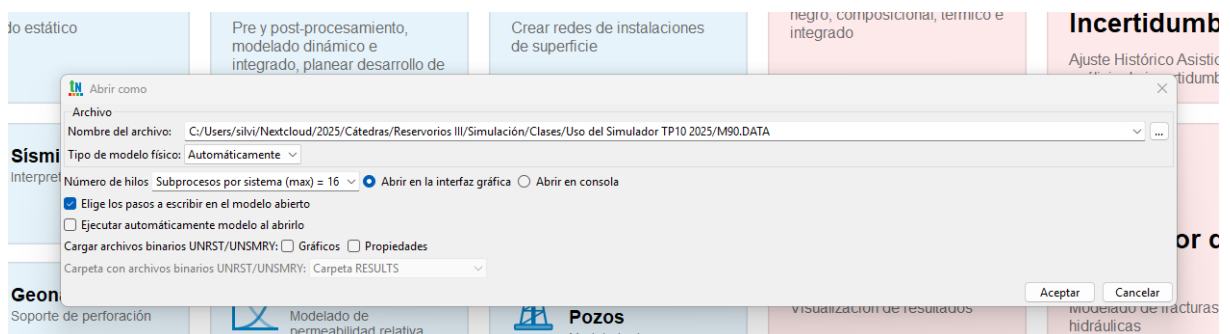 do estático
Pre y post-procesamiento,
modelado dinámico e
integrado, planear desarrollo de
Crear redes de instalaciones
de superficie
negro, composicional, térmico e
integrado
Incertidumb
Ajuste Histórico Asistic
tN Abrir como
Archivo
Nombre del archivo: C:/Users/silvi/Nextcloud/2025/Cátedras/Reservorios III/Simulación/Clases/Uso del Simulador TP10 2025/M90.DATA ...
Tipo de modelo físico: Automáticamente
Número de hilos Subprocesos por sistema (max) = 16 Abrir en la interfaz gráfica Abrir en consola
Elige los pasos a escribir en el modelo abierto
Ejecutar automáticamente modelo al abrirlo
Cargar archivos binarios UNRST/UNSMRY: Gráficos Propiedades
Carpeta con archivos binarios UNRST/UNSMRY: Carpeta RESULTS
Aceptar Cancelar
Sísmi
Interpret
or d
Geon
Soporte de perforación
Modelado de
permeabilidad relativa
Pozos
Visualización de resultados
Modelado de fracturas
hidráulicas